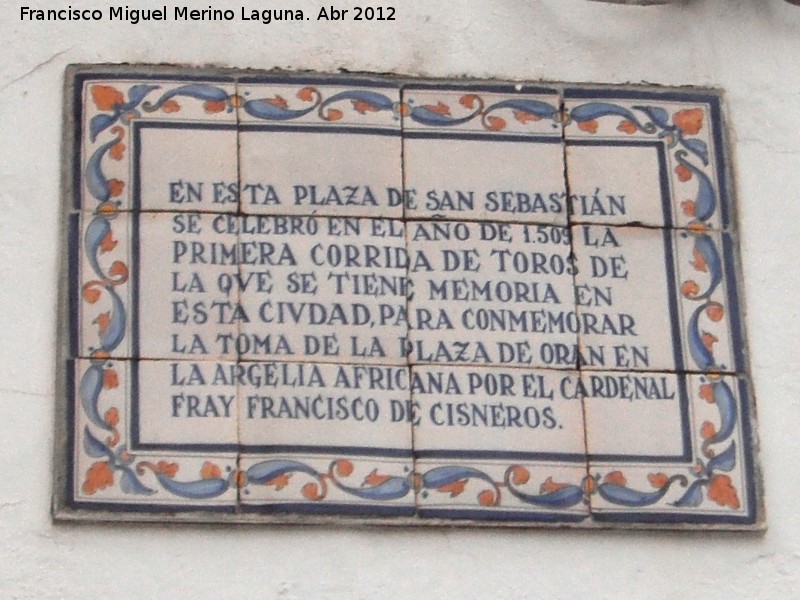 Francisco Miguel Merino Laguna. Abr 2012
EN ESTA PLAZA DE SAN SEBASTIÁN
SE CELEBRÓ EN EL AÑO DE 1.509 LA
PRIMERA CORRIDA DE TOROS DE
LA QVE SE TIENE MEMORIA EN
ESTA CIVDAD, PARA CONMEMORAR
LA TOMA DE LA PLAZA DE ORÁN EN
LA ARGELIA AFRICANA POR EL CARDENAL
FRAY FRANCISCO DE CISNEROS.